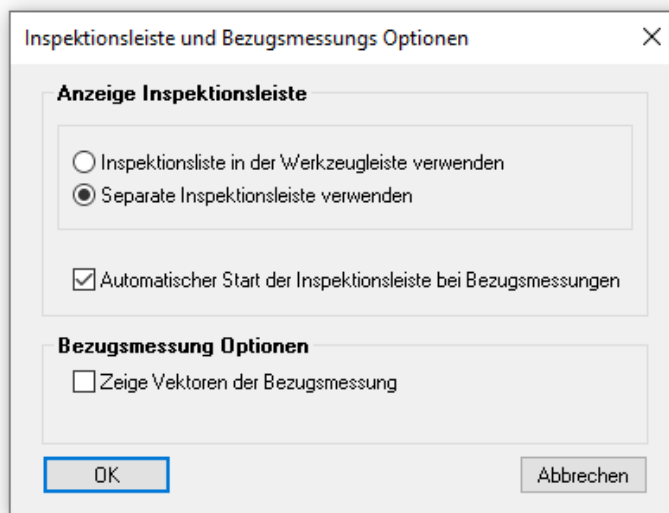 Inspektionsleiste und Bezugsmessungs Optionen
Anzeige Inspektionsleiste
Inspektionsliste in der Werkzeugleiste verwenden
Separate Inspektionsleiste verwenden
Automatischer Start der Inspektionsleiste bei Bezugsmessungen
Bezugsmessung Optionen
Zeige Vektoren der Bezugsmessung
OK
Abbrechen